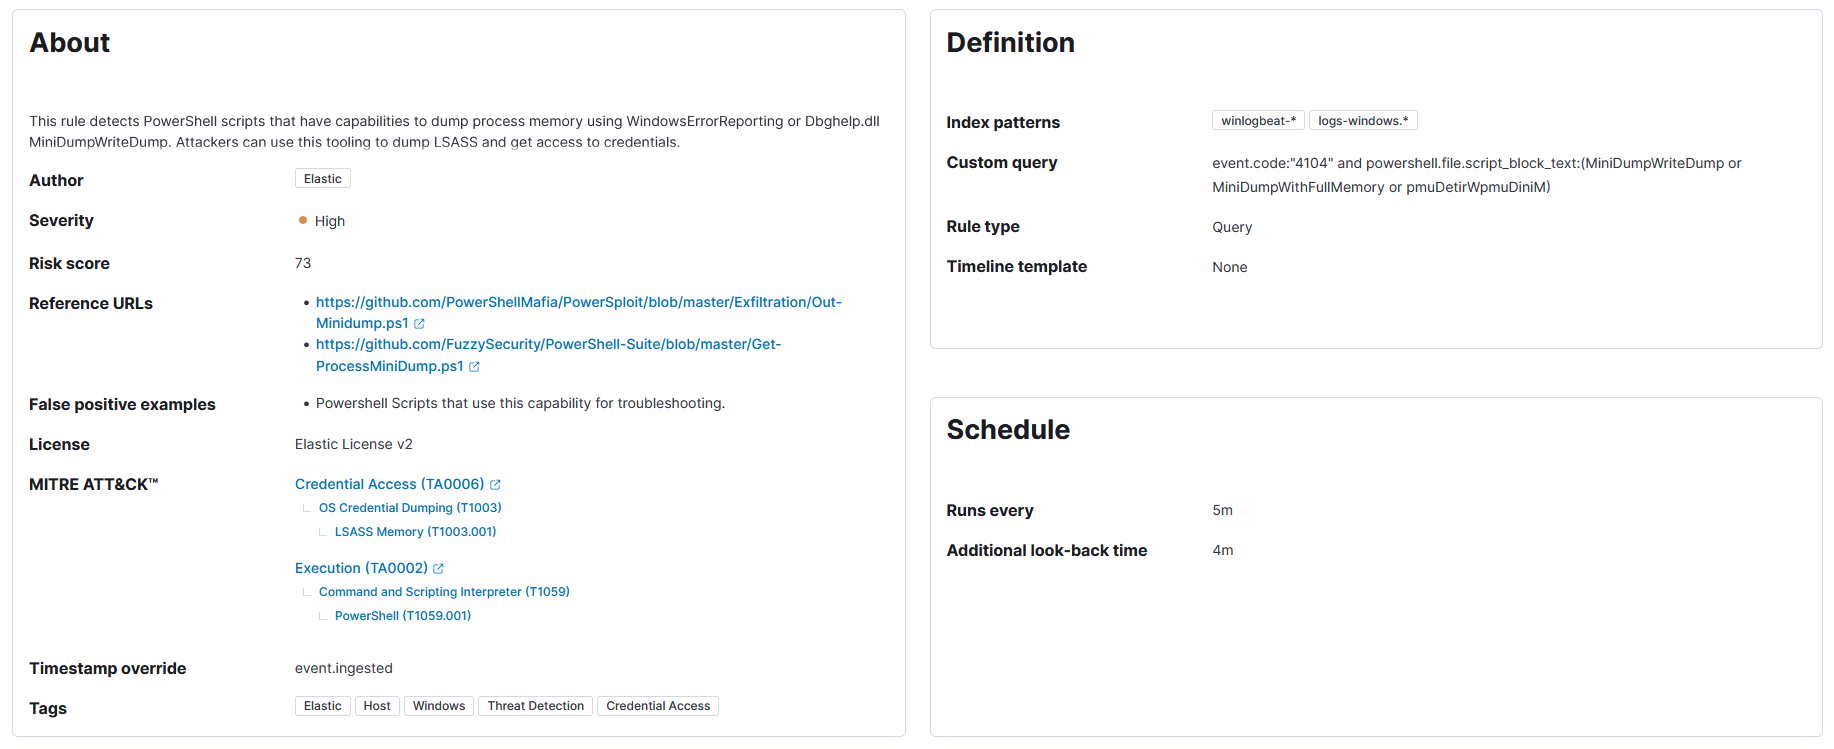 About
This rule detects PowerShell scripts that have capabilities to dump process memory using WindowsErrorReporting or Dbghelp.dll
MiniDumpWriteDump. Attackers can use this tooling to dump LSASS and get access to credentials.
Author
Elastic
Severity
High
Risk score
73
Reference URLs
• https://github.com/PowerShellMafia/PowerSploit/blob/master/Exfiltration/Out-
Minidump.ps1
• https://github.com/FuzzySecurity/PowerShell-Suite/blob/master/Get-
ProcessMiniDump.ps1
False positive examples
• Powershell Scripts that use this capability for troubleshooting.
License
Elastic License v2
MITRE ATT&CK™
Credential Access (TA0006)
OS Credential Dumping (T1003)
LSASS Memory (T1003.001)
Execution (TA0002)
Command and Scripting Interpreter (T1059)
PowerShell (T1059.001)
Timestamp override
event.ingested
Tags
Elastic Host Windows Threat Detection Credential Access
Definition
Index patterns
winlogbeat-* logs-windows.*
Custom query
event.code:"4104" and powershell.file.script_block_text:(MiniDumpWriteDump or
MiniDumpWithFullMemory or pmuDetirWpmuDiniM)
Rule type
Query
Timeline template
None
Schedule
Runs every
5m
Additional look-back time
4m